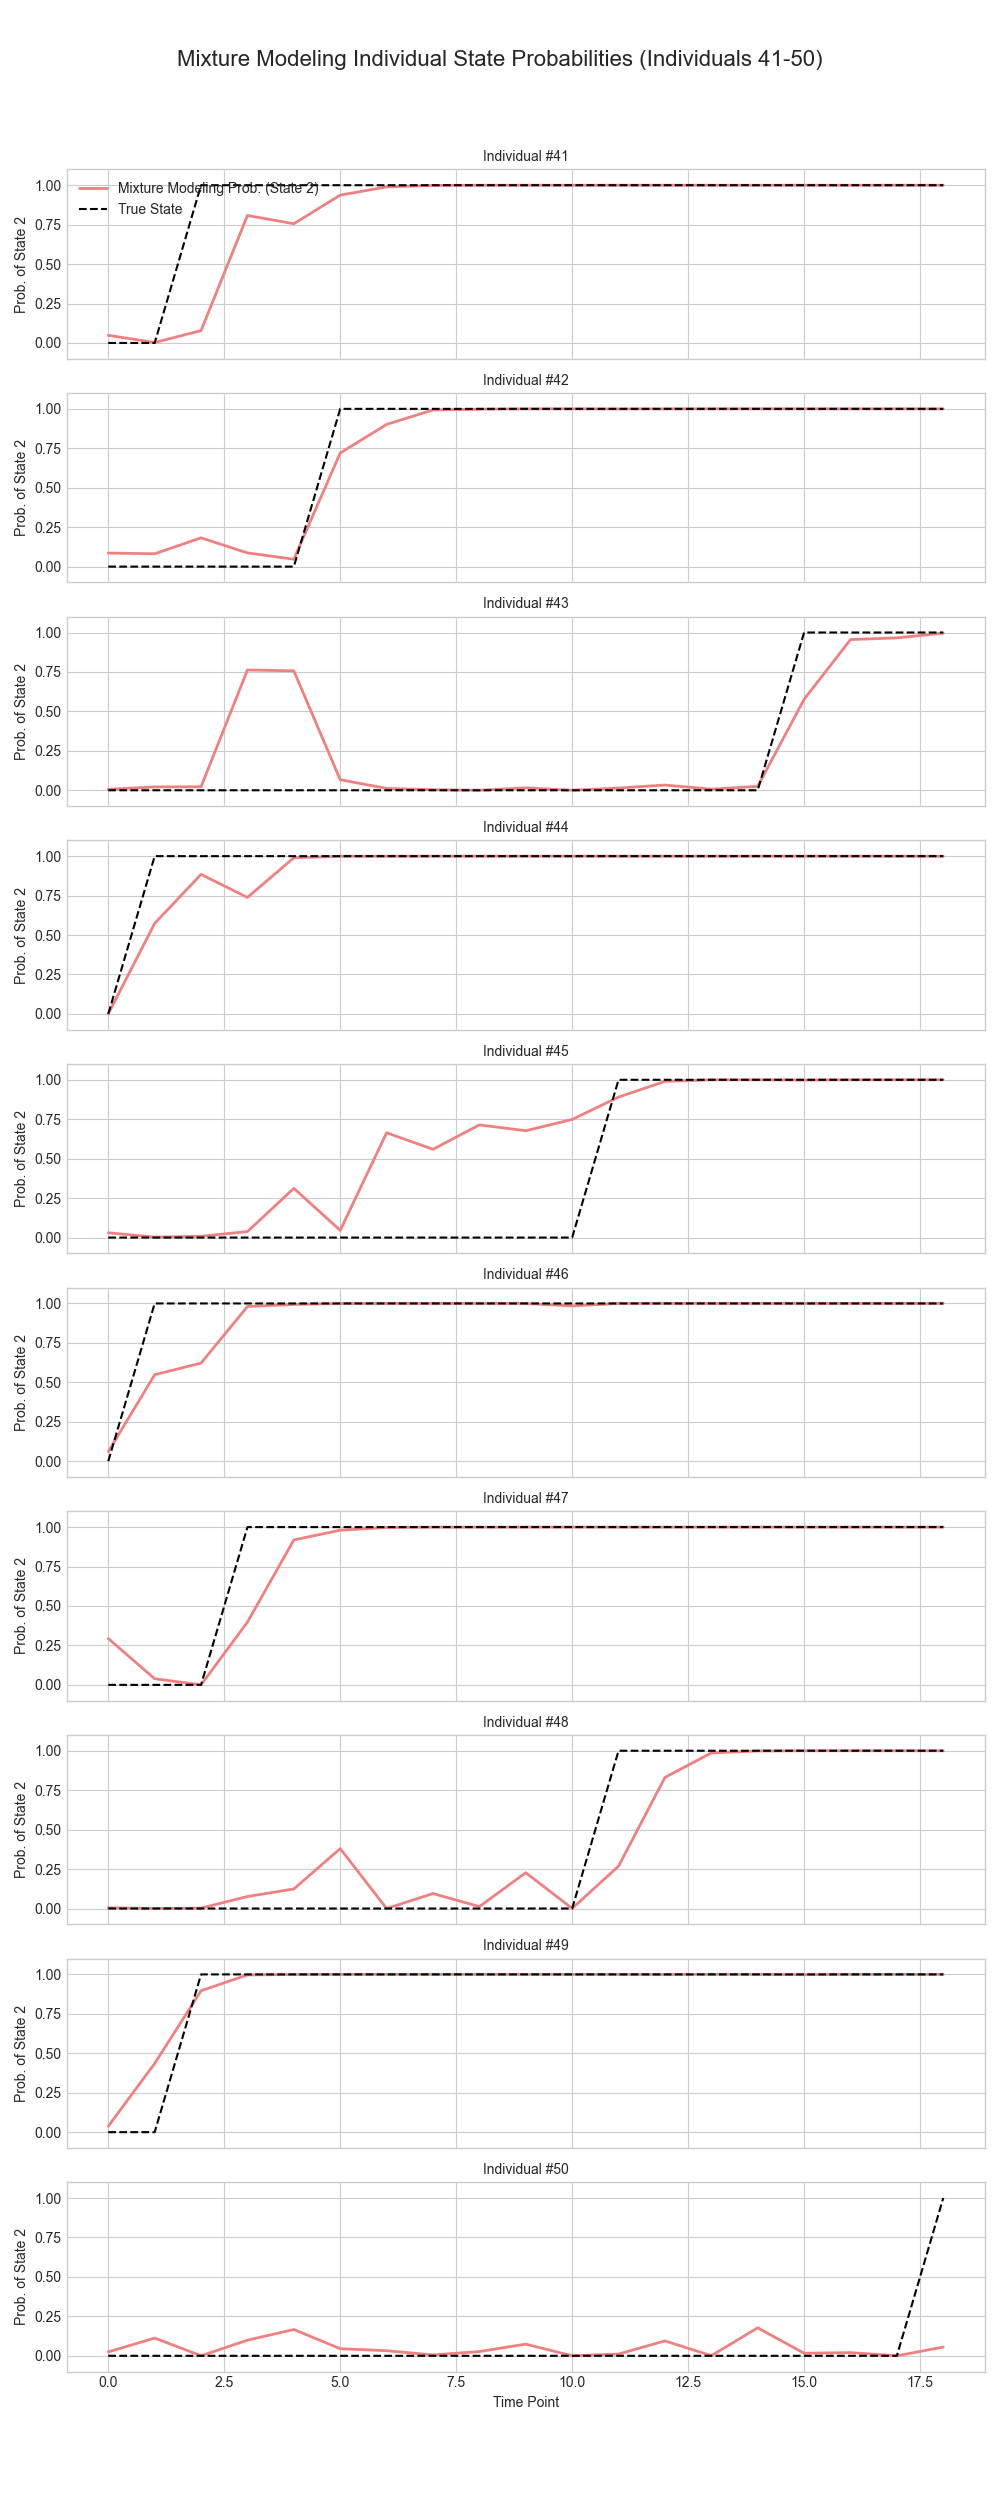 Mixture Modeling Individual State Probabilities (Individuals 41-50)
Individual #41
Mixture Modeling Prob. (State 2)
True State
Prob. of State 2
1.00
0.75
0.50
0.25
0.00
Individual #42
Prob. of State 2
1.00
0.75
0.50
0.25
0.00
Individual #43
Prob. of State 2
1.00
0.75
0.50
0.25
0.00
Individual #44
Prob. of State 2
1.00
0.75
0.50
0.25
0.00
Individual #45
Prob. of State 2
1.00
0.75
0.50
0.25
0.00
Individual #46
Prob. of State 2
1.00
0.75
0.50
0.25
0.00
Individual #47
Prob. of State 2
1.00
0.75
0.50
0.25
0.00
Individual #48
Prob. of State 2
1.00
0.75
0.50
0.25
0.00
Individual #49
Prob. of State 2
1.00
0.75
0.50
0.25
0.00
Individual #50
Prob. of State 2
1.00
0.75
0.50
0.25
0.00
0.0 2.5 5.0 7.5 10.0 12.5 15.0 17.5
Time Point